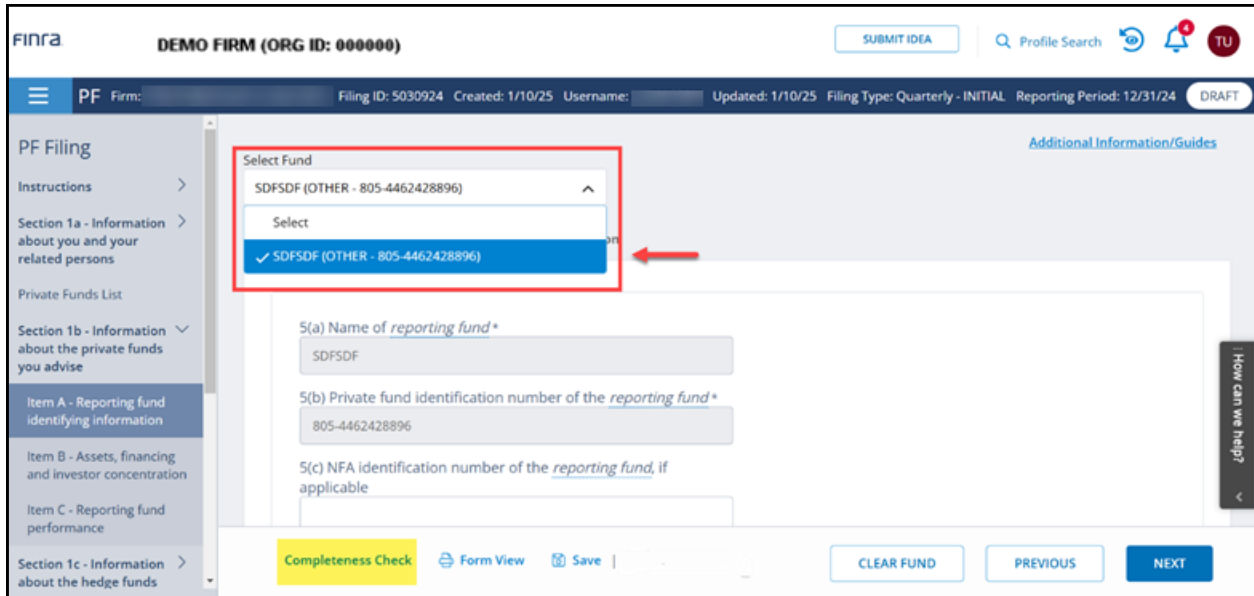 FINRA
DEMO FIRM (ORG ID: 000000)
SUBMIT IDEA
Profile Search
4
TU
PF Firm:
Filing ID: 5030924 Created: 1/10/25 Username:
Updated: 1/10/25 Filing Type: Quarterly - INITIAL Reporting Period: 12/31/24
DRAFT
PF Filing
Instructions
Section 1a - Information
about you and your
related persons
Private Funds List
Section 1b - Information
about the private funds
you advise
Item A - Reporting fund
identifying information
Item B - Assets, financing
and investor concentration
Item C - Reporting fund
performance
Section 1c - Information
about the hedge funds
Additional Information/Guides
Select Fund
SDFSDF (OTHER - 805-4462428896)
Select
SDFSDF (OTHER - 805-4462428896)
5(a) Name of reporting fund*
SDFSDF
5(b) Private fund identification number of the reporting fund*
805-4462428896
5(c) NFA identification number of the reporting fund, if
applicable
How can we help?
Completeness Check
Form View
Save |
CLEAR FUND
PREVIOUS
NEXT